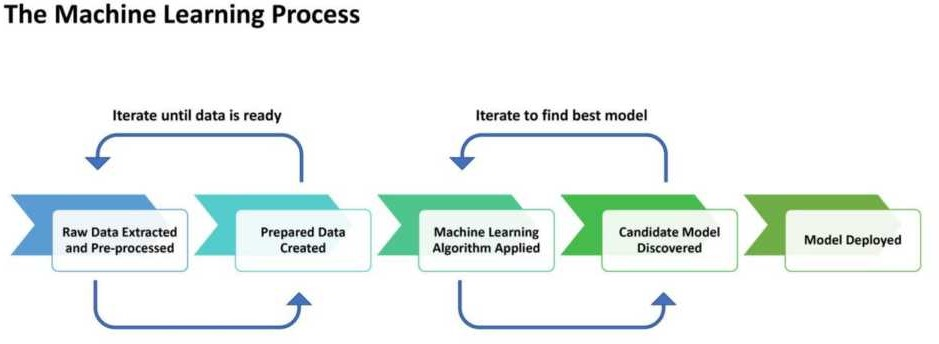 The Machine Learning Process
Iterate until data is ready
Iterate to find best model
Raw Data Extracted
and Pre-processed
Prepared Data
Created
Machine Learning
Algorithm Applied
Candidate Model
Discovered
Model Deployed